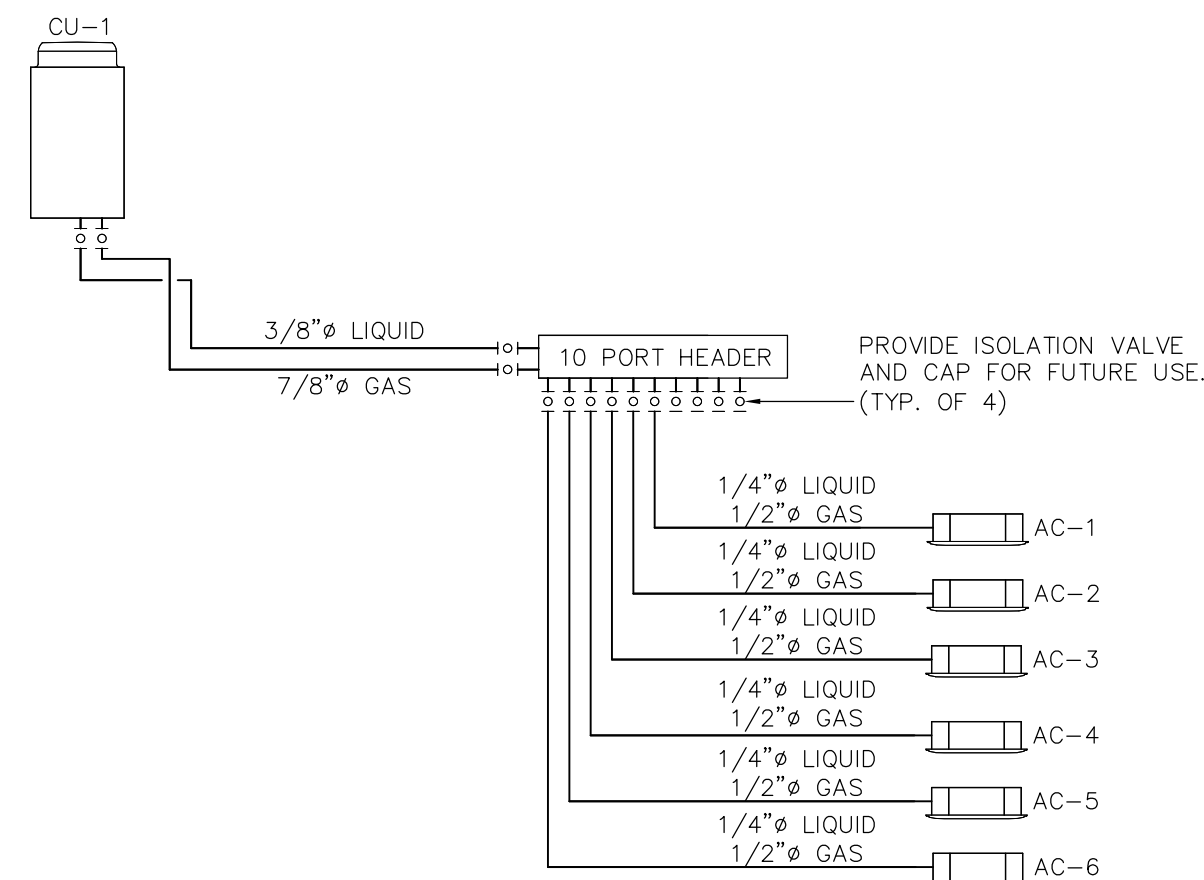 CU-1
3/8"ø LIQUID
7/8"ø GAS
10 PORT HEADER
PROVIDE ISOLATION VALVE
AND CAP FOR FUTURE USE.
(TYP. OF 4)
1/4"ø LIQUID
1/2"ø GAS
AC-1
1/4"ø LIQUID
1/2"ø GAS
AC-2
1/4"ø LIQUID
1/2"ø GAS
AC-3
1/4"ø LIQUID
1/2"ø GAS
AC-4
1/4"ø LIQUID
1/2"ø GAS
AC-5
1/4"ø LIQUID
1/2"ø GAS
AC-6